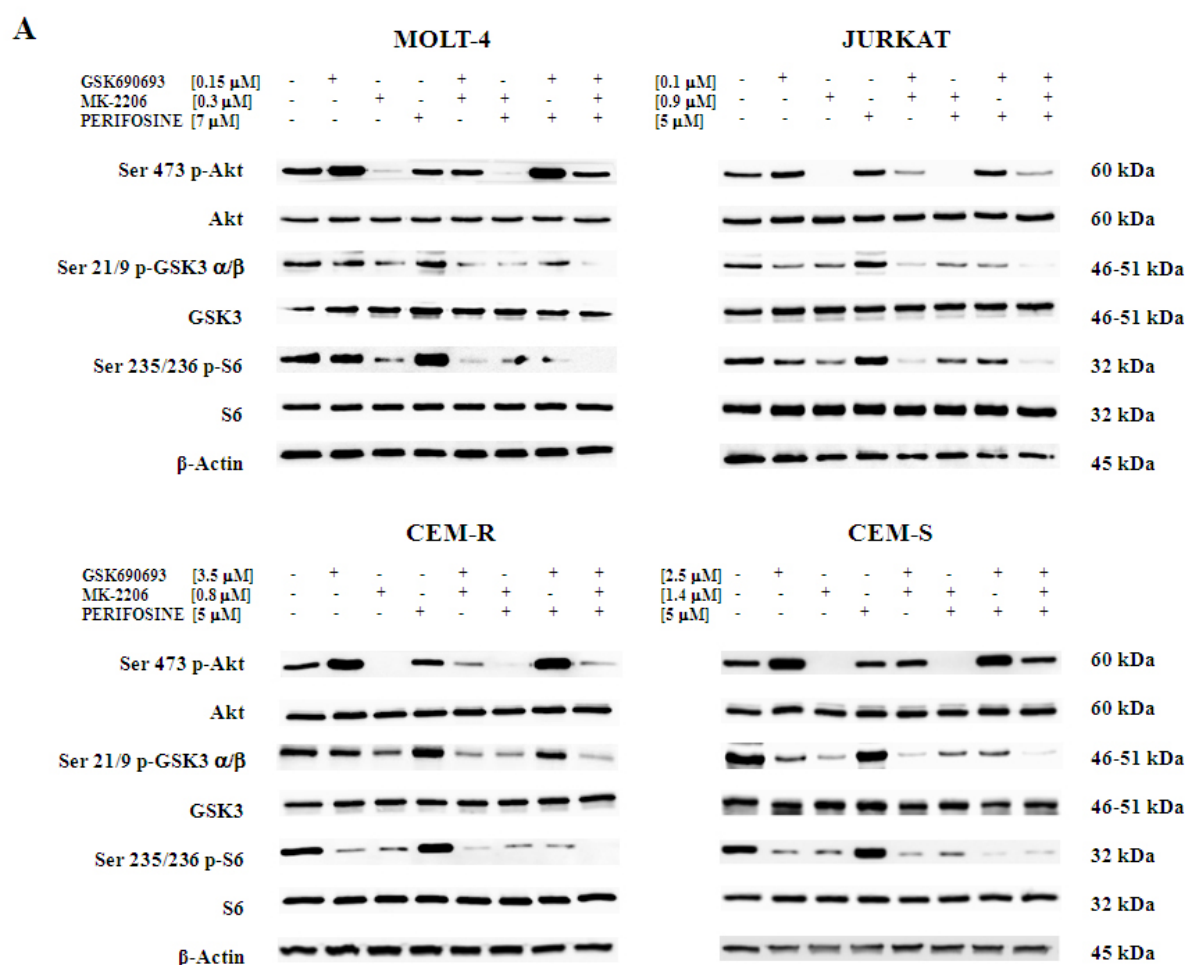 A
MOLT-4
GSK690693 [0.15 μM] - + - - + - + +
MK-2206 [0.3 μM] - - + - + + - +
PERIFOSINE [7 μM] - - - + - + + +
JURKAT
[0.1 μM] - + - - + - + +
[0.9 μM] - - + - + + - +
[5 μM] - - - + - + + +
Ser 473 p-Akt 60 kDa
Akt 60 kDa
Ser 21/9 p-GSK3 α/β 46-51 kDa
GSK3 46-51 kDa
Ser 235/236 p-S6 32 kDa
S6 32 kDa
β-Actin 45 kDa
CEM-R
GSK690693 [3.5 μM] - + - - + - + +
MK-2206 [0.8 μM] - - + - + + - +
PERIFOSINE [5 μM] - - - + - + + +
CEM-S
[2.5 μM] - + - - + - + +
[1.4 μM] - - + - + + - +
[5 μM] - - - + - + + +
Ser 473 p-Akt 60 kDa
Akt 60 kDa
Ser 21/9 p-GSK3 α/β 46-51 kDa
GSK3 46-51 kDa
Ser 235/236 p-S6 32 kDa
S6 32 kDa
β-Actin 45 kDa